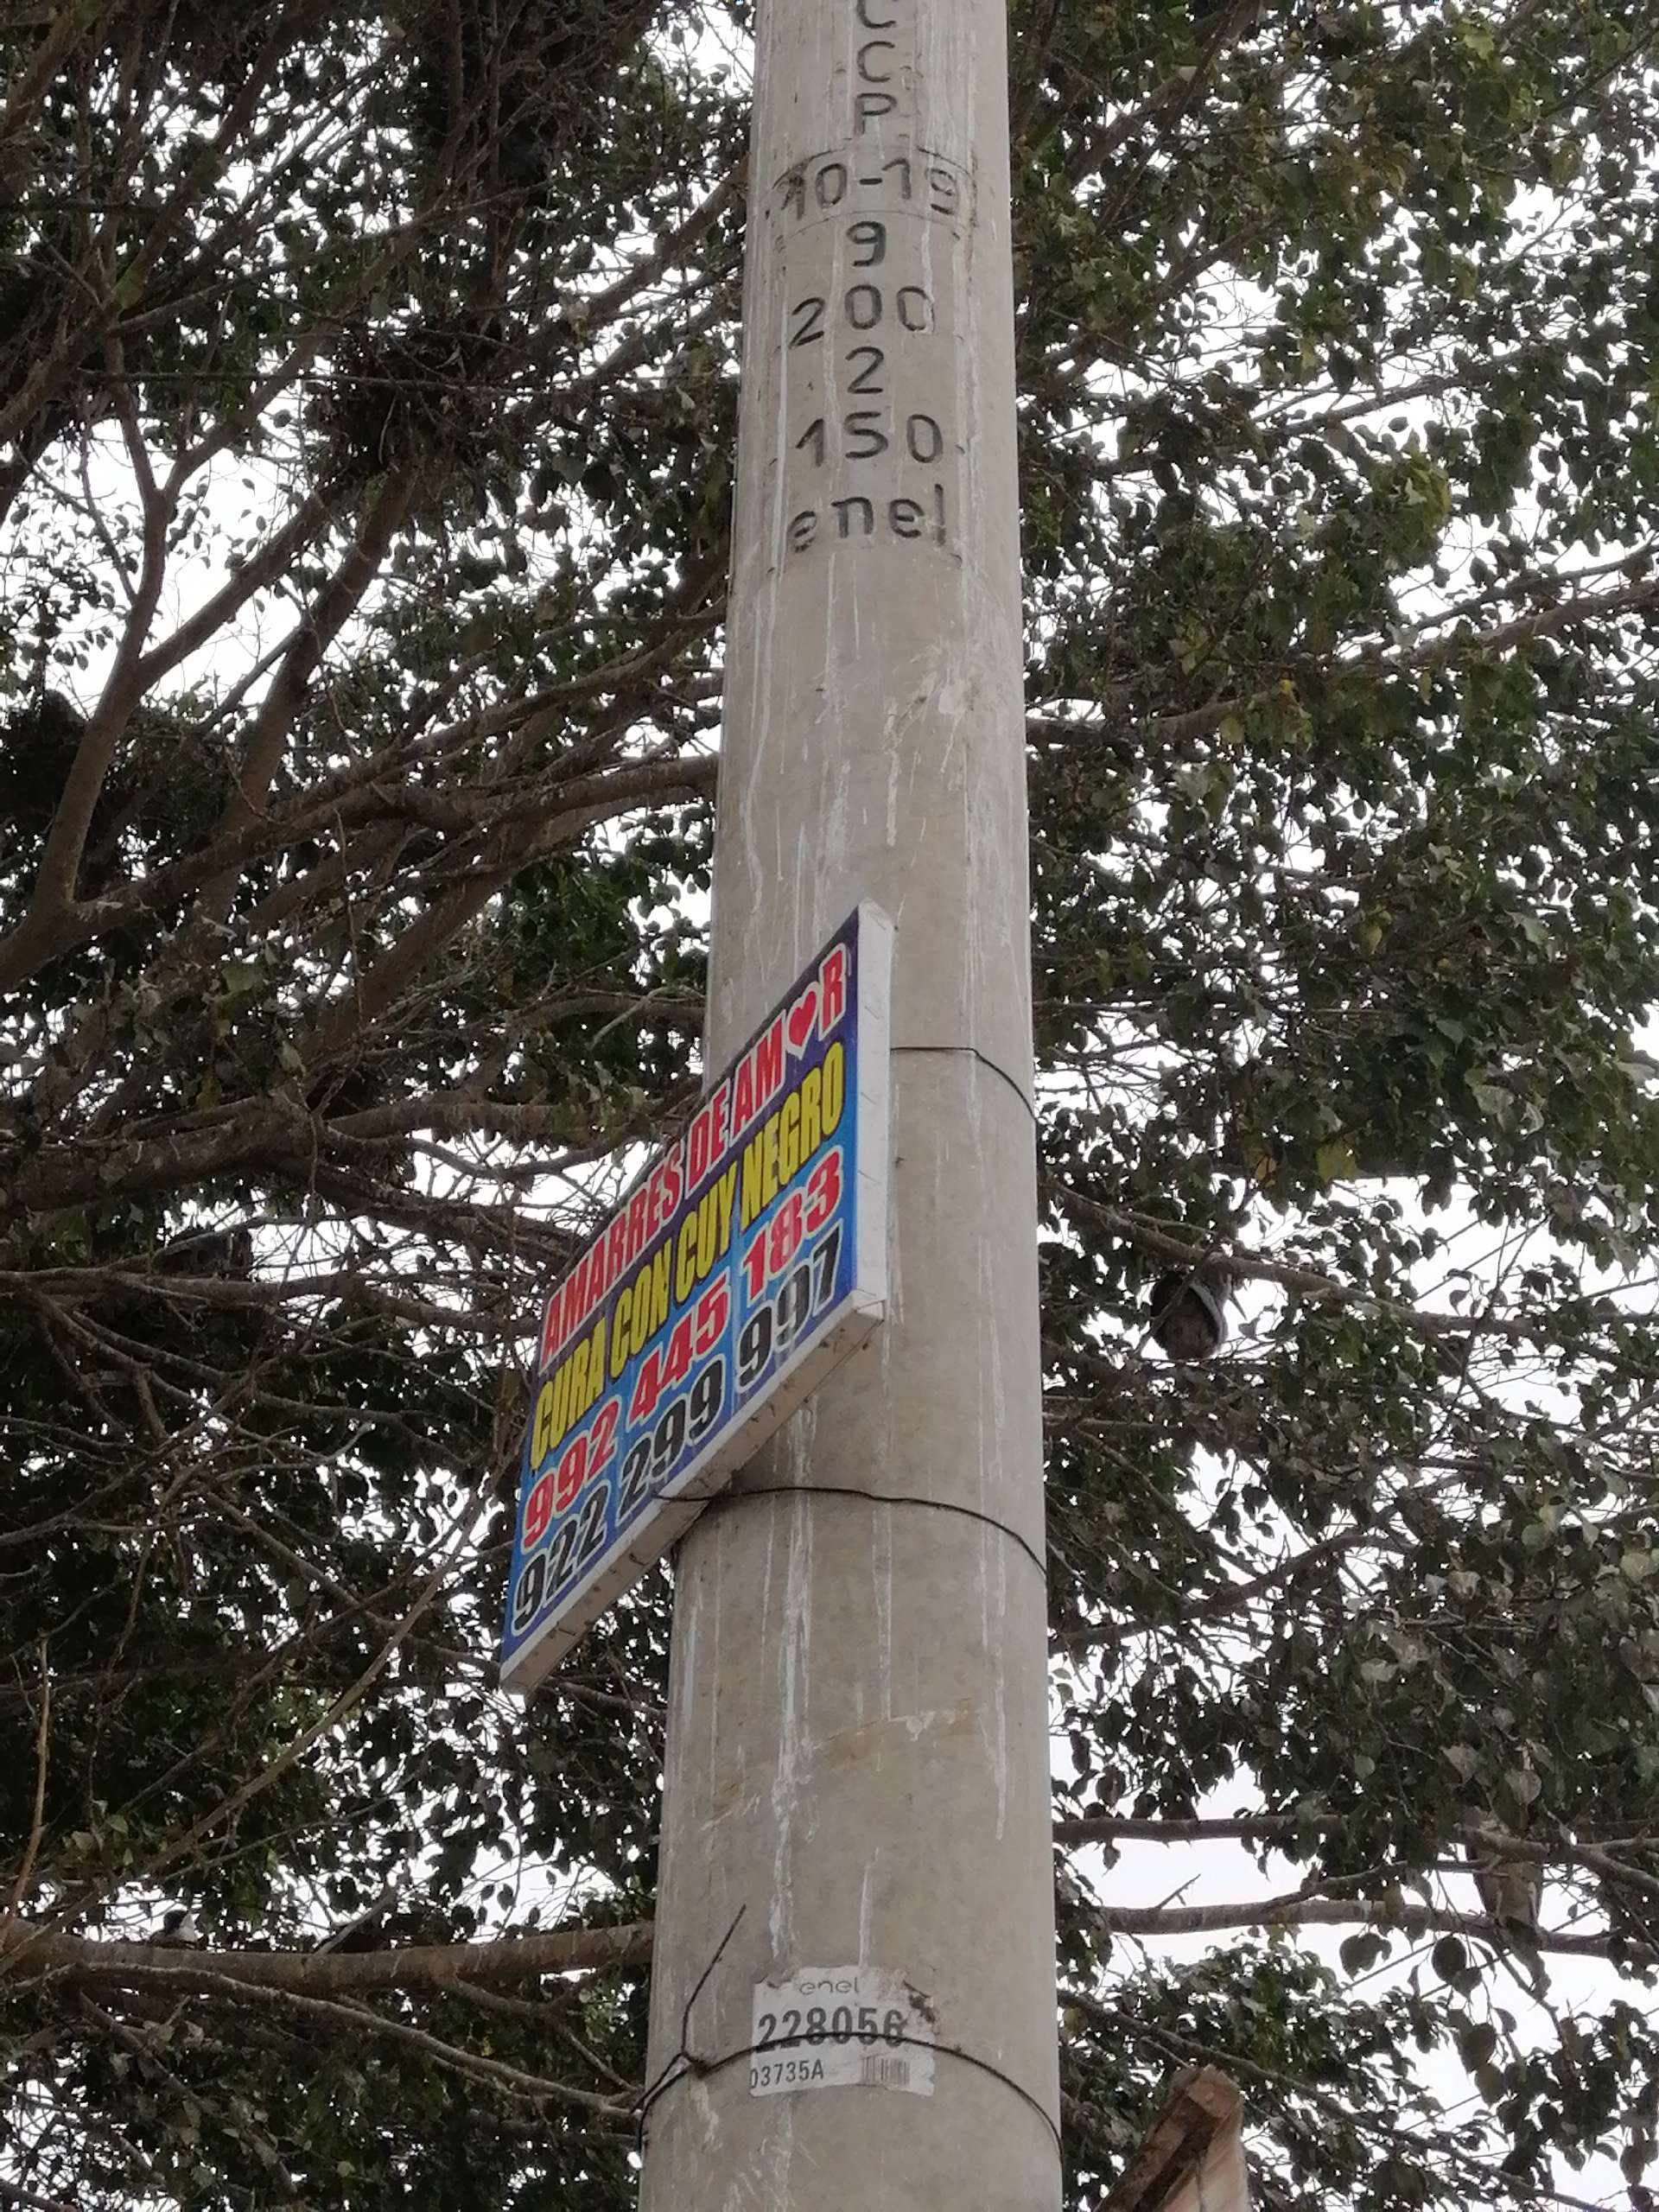 C
C
P
10-19
9
200
2
150
enel
AMARRES DE AM♥R
CURA CON CUY NEGRO
992 445 183
922 299 997
enel
228056
03735A